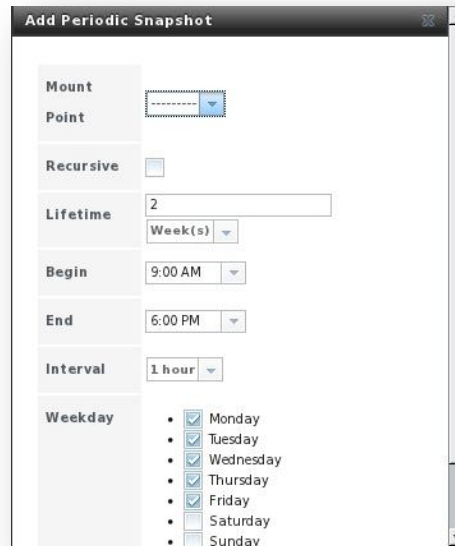 Add Periodic Snapshot
Mount
Point
---------
Recursive
Lifetime
2
Week(s)
Begin
9:00 AM
End
6:00 PM
Interval
1 hour
Weekday
Monday
Tuesday
Wednesday
Thursday
Friday
Saturday
Sunday